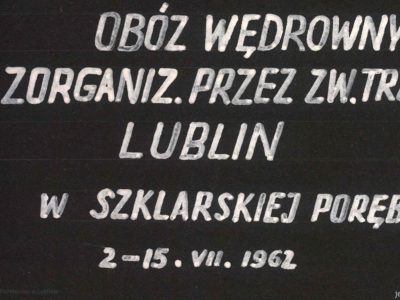 OBÓZ WĘDROWNY
ZORGANIZ. PRZEZ ZW. TR
LUBLIN
W SZKLARSKIEJ PORĘB
2-15. VII. 1962